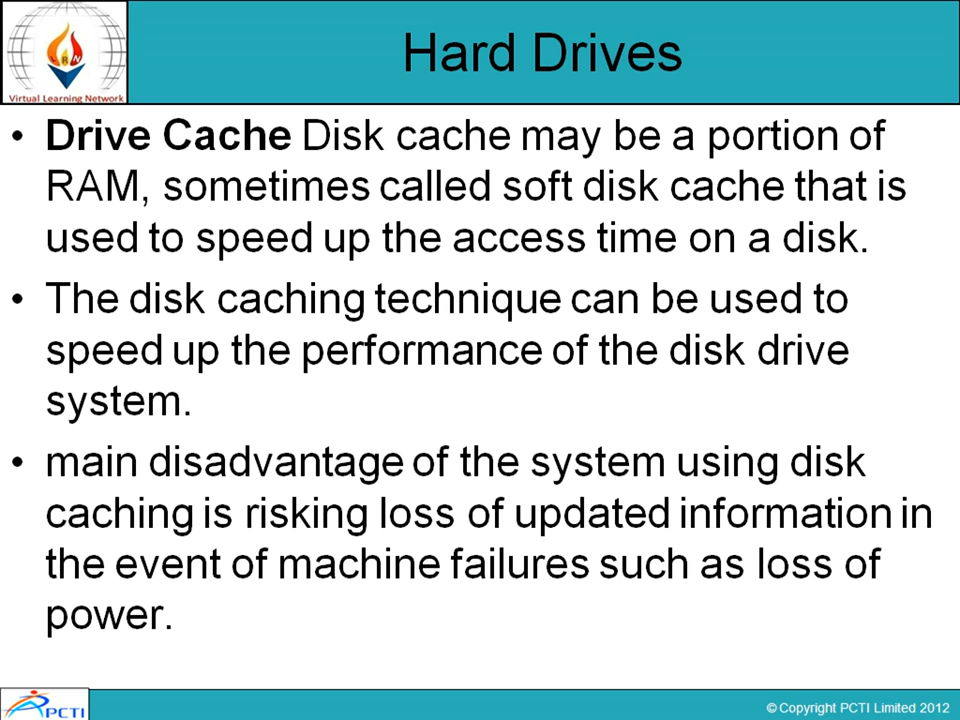 Hard Drives
RN
Virtual Learning Network
• Drive Cache Disk cache may be a portion of
RAM, sometimes called soft disk cache that is
used to speed up the access time on a disk.
• The disk caching technique can be used to
speed up the performance of the disk drive
system.
• main disadvantage of the system using disk
caching is risking loss of updated information in
the event of machine failures such as loss of
power.
PCTI
© Copyright PCTI Limited 2012